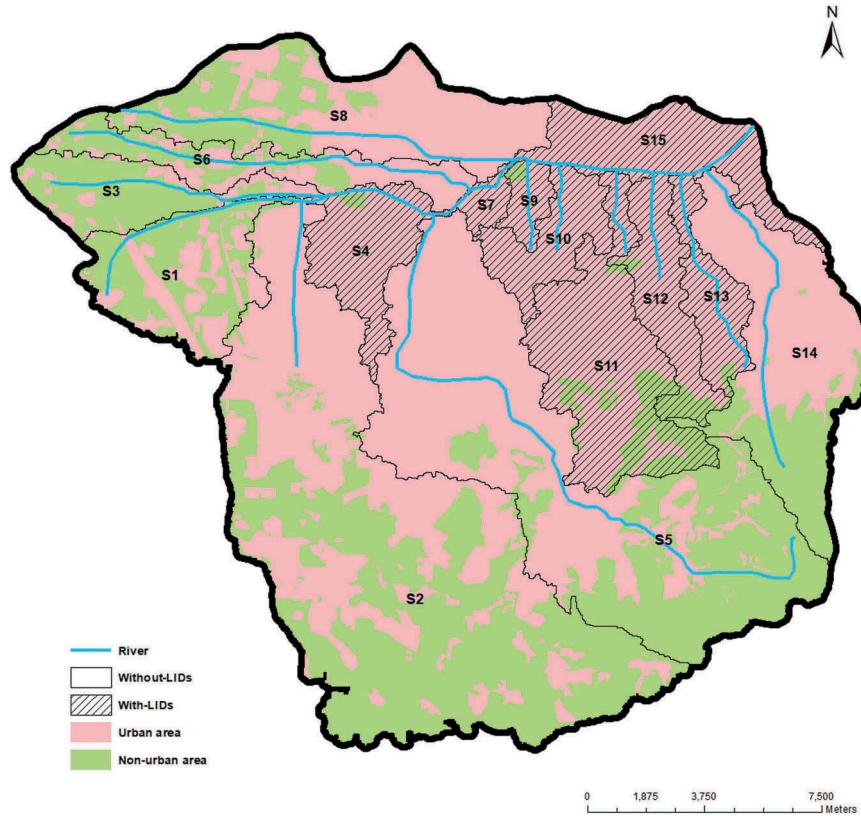 N
S8
S15
S6
S3
S7
S9
S4
S10
S1
S12
S13
S11
S14
S5
S2
River
Without-LIDs
With-LIDs
Urban area
Non-urban area
0 1,875 3,750 7,500
Meters